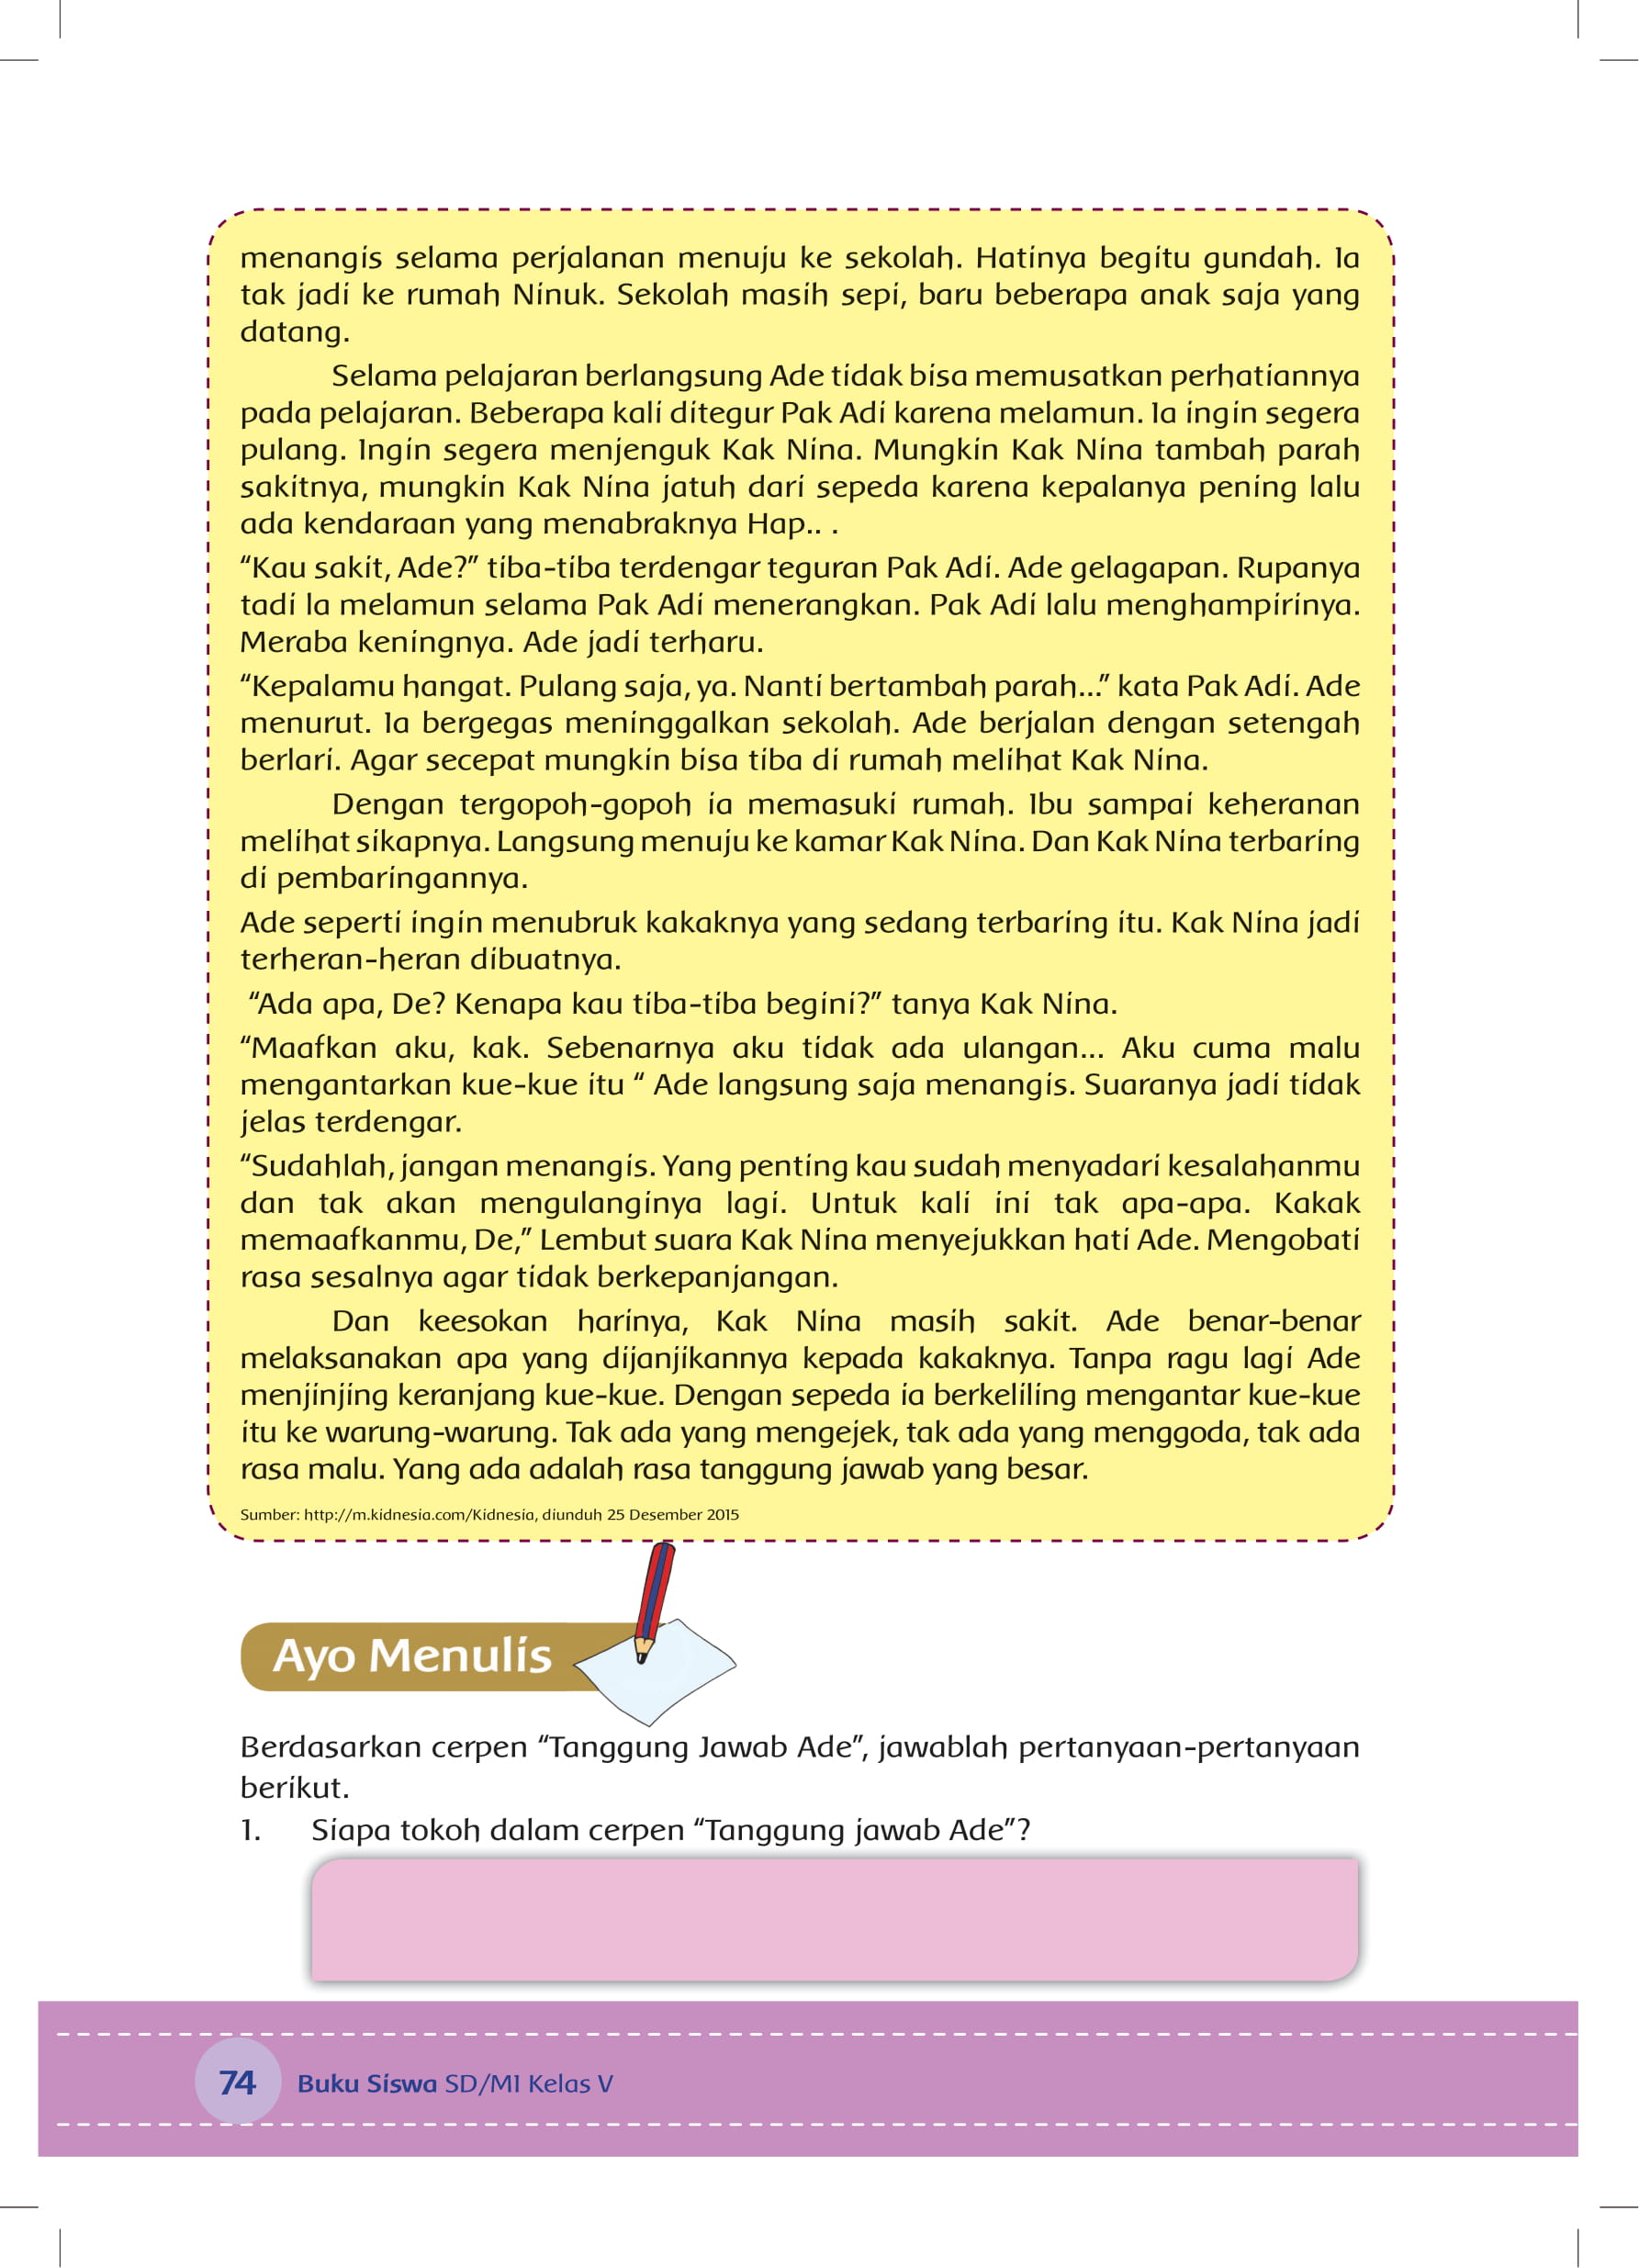 menangis selama perjalanan menuju ke sekolah. Hatinya begitu gundah. Ia
tak jadi ke rumah Ninuk. Sekolah masih sepi, baru beberapa anak saja yang
datang.
Selama pelajaran berlangsung Ade tidak bisa memusatkan perhatiannya
pada pelajaran. Beberapa kali ditegur Pak Adi karena melamun. Ia ingin segera
pulang. Ingin segera menjenguk Kak Nina. Mungkin Kak Nina tambah parah
sakitnya, mungkin Kak Nina jatuh dari sepeda karena kepalanya pening lalu
ada kendaraan yang menabraknya Hap.. .
“Kau sakit, Ade?” tiba-tiba terdengar teguran Pak Adi. Ade gelagapan. Rupanya
tadi la melamun selama Pak Adi menerangkan. Pak Adi lalu menghampirinya.
Meraba keningnya. Ade jadi terharu.
“Kepalamu hangat. Pulang saja, ya. Nanti bertambah parah...” kata Pak Adi. Ade
menurut. Ia bergegas meninggalkan sekolah. Ade berjalan dengan setengah
berlari. Agar secepat mungkin bisa tiba di rumah melihat Kak Nina.
Dengan tergopoh-gopoh ia memasuki rumah. Ibu sampai keheranan
melihat sikapnya. Langsung menuju ke kamar Kak Nina. Dan Kak Nina terbaring
di pembaringannya.
Ade seperti ingin menubruk kakaknya yang sedang terbaring itu. Kak Nina jadi
terheran-heran dibuatnya.
“Ada apa, De? Kenapa kau tiba-tiba begini?” tanya Kak Nina.
“Maafkan aku, kak. Sebenarnya aku tidak ada ulangan... Aku cuma malu
mengantarkan kue-kue itu “ Ade langsung saja menangis. Suaranya jadi tidak
jelas terdengar.
“Sudahlah, jangan menangis. Yang penting kau sudah menyadari kesalahanmu
dan tak akan mengulanginya lagi. Untuk kali ini tak apa-apa. Kakak
memaafkanmu, De,” Lembut suara Kak Nina menyejukkan hati Ade. Mengobati
rasa sesalnya agar tidak berkepanjangan.
Dan keesokan harinya, Kak Nina masih sakit. Ade benar-benar
melaksanakan apa yang dijanjikannya kepada kakaknya. Tanpa ragu lagi Ade
menjinjing keranjang kue-kue. Dengan sepeda ia berkeliling mengantar kue-kue
itu ke warung-warung. Tak ada yang mengejek, tak ada yang menggoda, tak ada
rasa malu. Yang ada adalah rasa tanggung jawab yang besar.
Sumber: http://m.kidnesia.com/Kidnesia, diunduh 25 Desember 2015
Ayo Menulis
Berdasarkan cerpen “Tanggung Jawab Ade”, jawablah pertanyaan-pertanyaan
berikut.
1. Siapa tokoh dalam cerpen “Tanggung jawab Ade”?
74 Buku Siswa SD/MI Kelas V